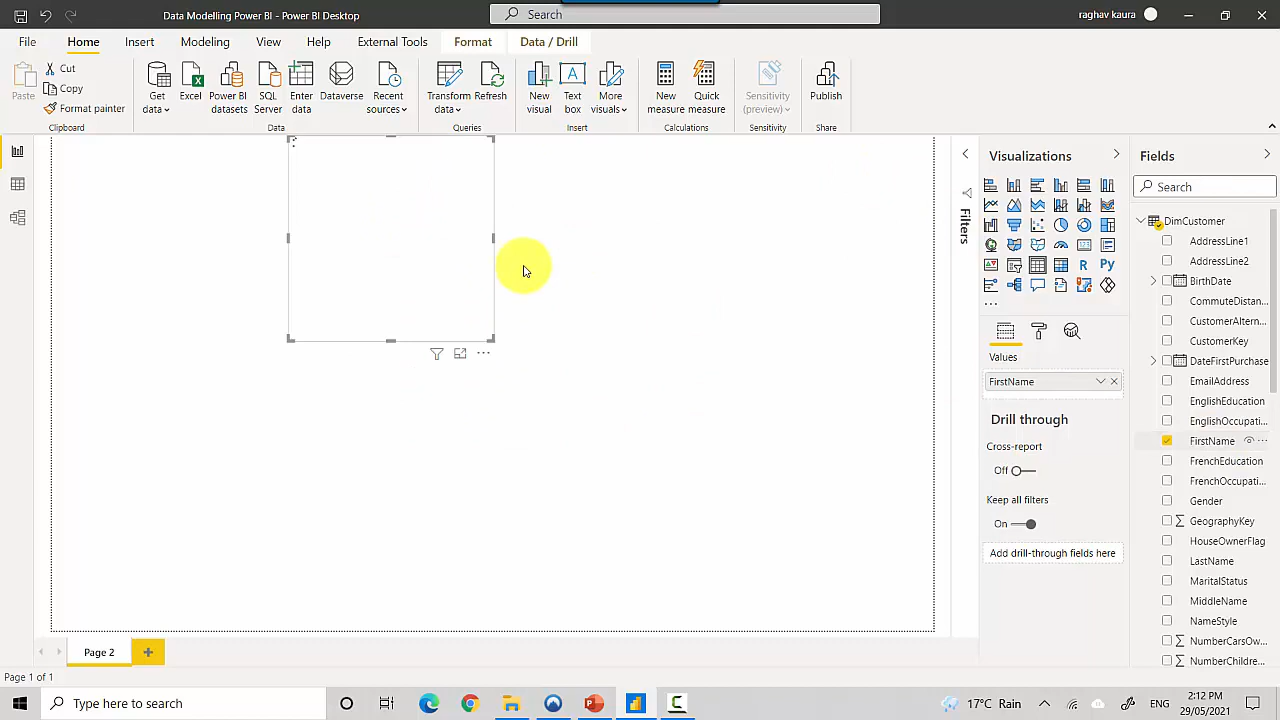 Data Modelling Power BI - Power BI Desktop
Search
raghav kaura
File Home Insert Modeling View Help External Tools Format Data / Drill
Paste
Cut
Copy
Format painter
Clipboard
Get data
Excel
Power BI datasets
SQL Server
Enter data
Dataverse
Recent sources
Data
Transform data
Refresh
Queries
New visual
Text box
More visuals
Insert
New measure
Quick measure
Calculations
Sensitivity (preview)
Sensitivity
Publish
Share
Filters
Visualizations
123
R
Py
Values
FirstName
Drill through
Cross-report
Off
Keep all filters
On
Add drill-through fields here
Fields
Search
DimCustomer
AddressLine1
AddressLine2
BirthDate
CommuteDistan...
CustomerAltern...
CustomerKey
DateFirstPurchase
EmailAddress
EnglishEducation
EnglishOccupati...
FirstName
FrenchEducation
FrenchOccupati...
Gender
GeographyKey
HouseOwnerFlag
LastName
MaritalStatus
MiddleName
NameStyle
NumberCarsOw...
NumberChildre...
Page 2
Page 1 of 1
Type here to search
17°C Rain
ENG
2:12 PM
29/05/2021